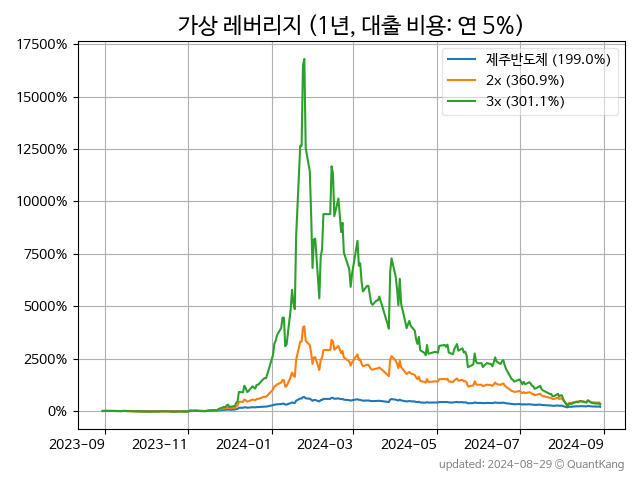 가상 레버리지 (1년, 대출 비용: 연 5%)
17500%
15000%
12500%
10000%
7500%
5000%
2500%
0%
제주반도체 (199.0%)
2x (360.9%)
3x (301.1%)
2023-09 2023-11 2024-01 2024-03 2024-05 2024-07 2024-09
updated: 2024-08-29 © QuantKang